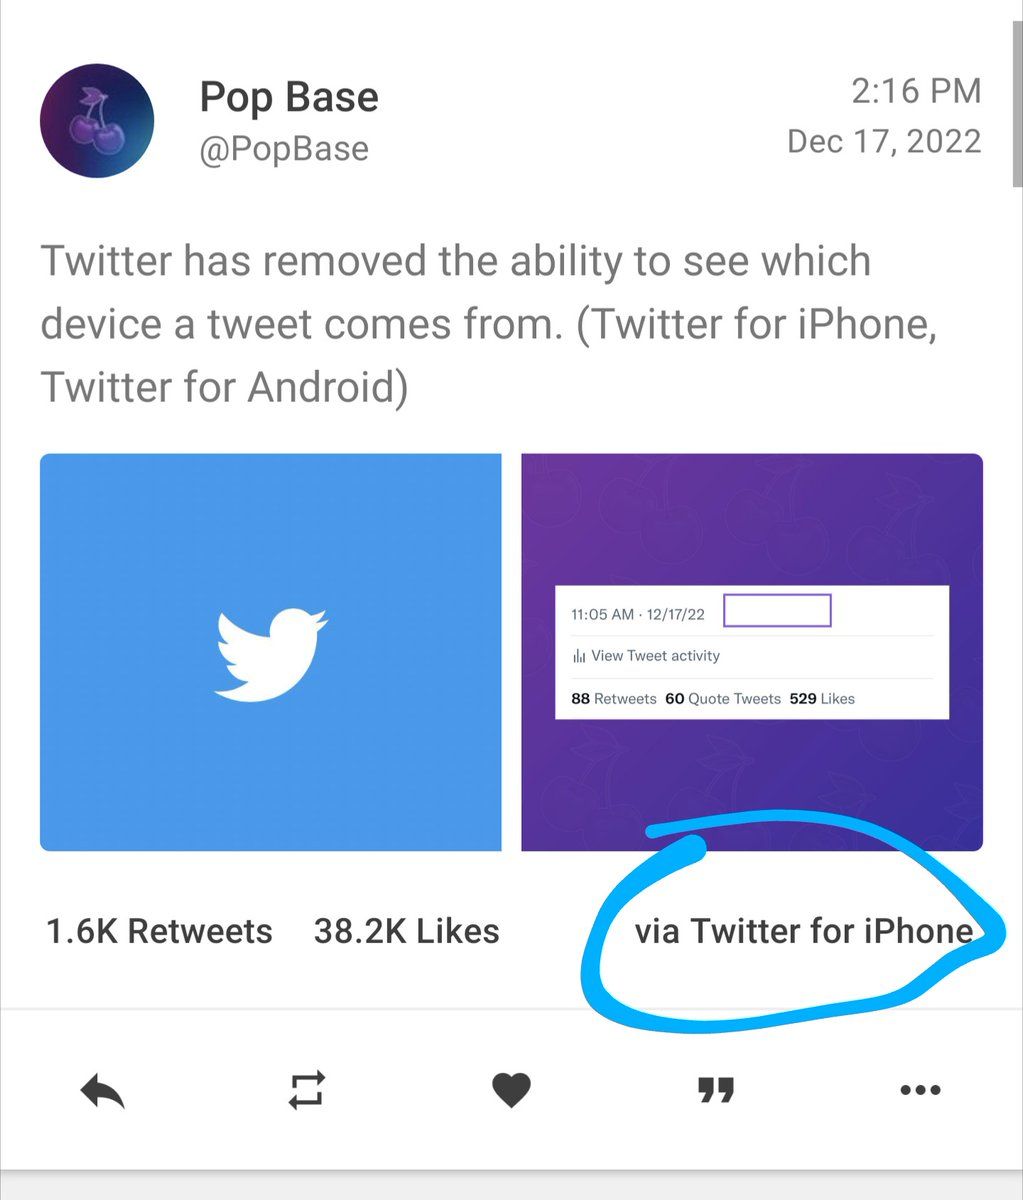 Pop Base
@PopBase
2:16 PM
Dec 17, 2022
Twitter has removed the ability to see which
device a tweet comes from. (Twitter for iPhone,
Twitter for Android)
11:05 AM · 12/17/22
View Tweet activity
88 Retweets 60 Quote Tweets 529 Likes
1.6K Retweets 38.2K Likes via Twitter for iPhone